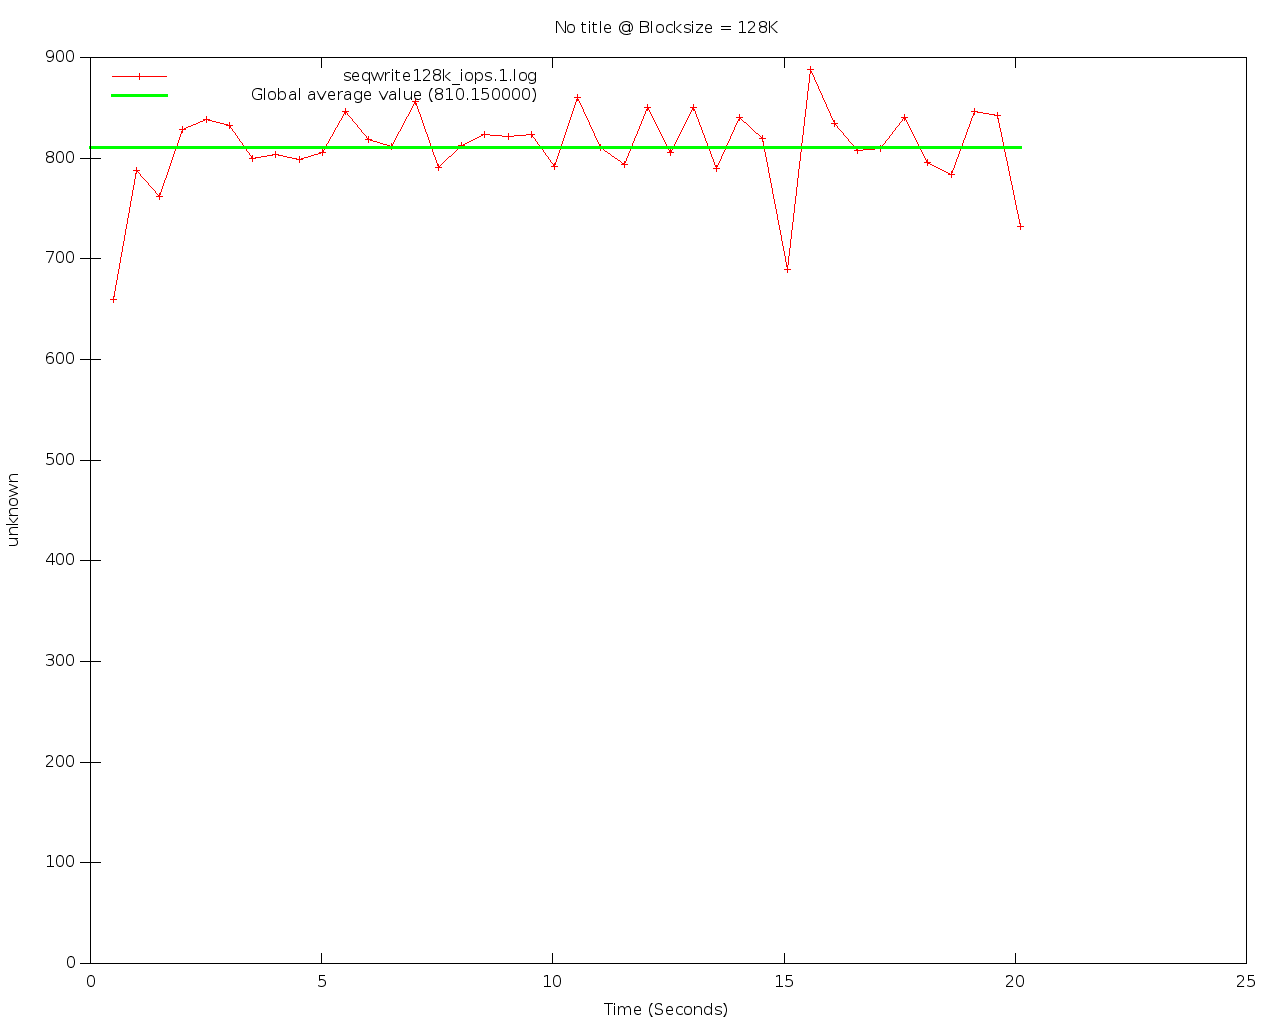 No title @ Blocksize = 128K
seqwrite128k_iops.1.log
Global average value (810.150000)
900
800
700
600
500
400
300
200
100
0
unknown
0 5 10 15 20 25
Time (Seconds)